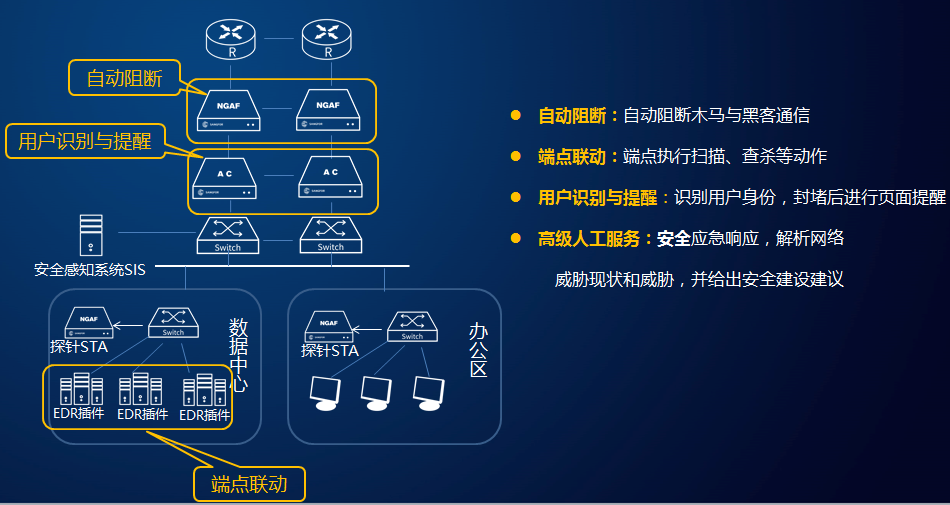 R
R
自动阻断
NGAF
NGAF
用户识别与提醒
A C
A C
Switch
Switch
安全感知系统SIS
NGAF
探针STA
Switch
数据中心
EDR插件
EDR插件
EDR插件
端点联动
NGAF
探针STA
Switch
办公区
自动阻断：自动阻断木马与黑客通信
端点联动：端点执行扫描、查杀等动作
用户识别与提醒：识别用户身份，封堵后进行页面提醒
高级人工服务：安全应急响应，解析网络
威胁现状和威胁，并给出安全建设建议